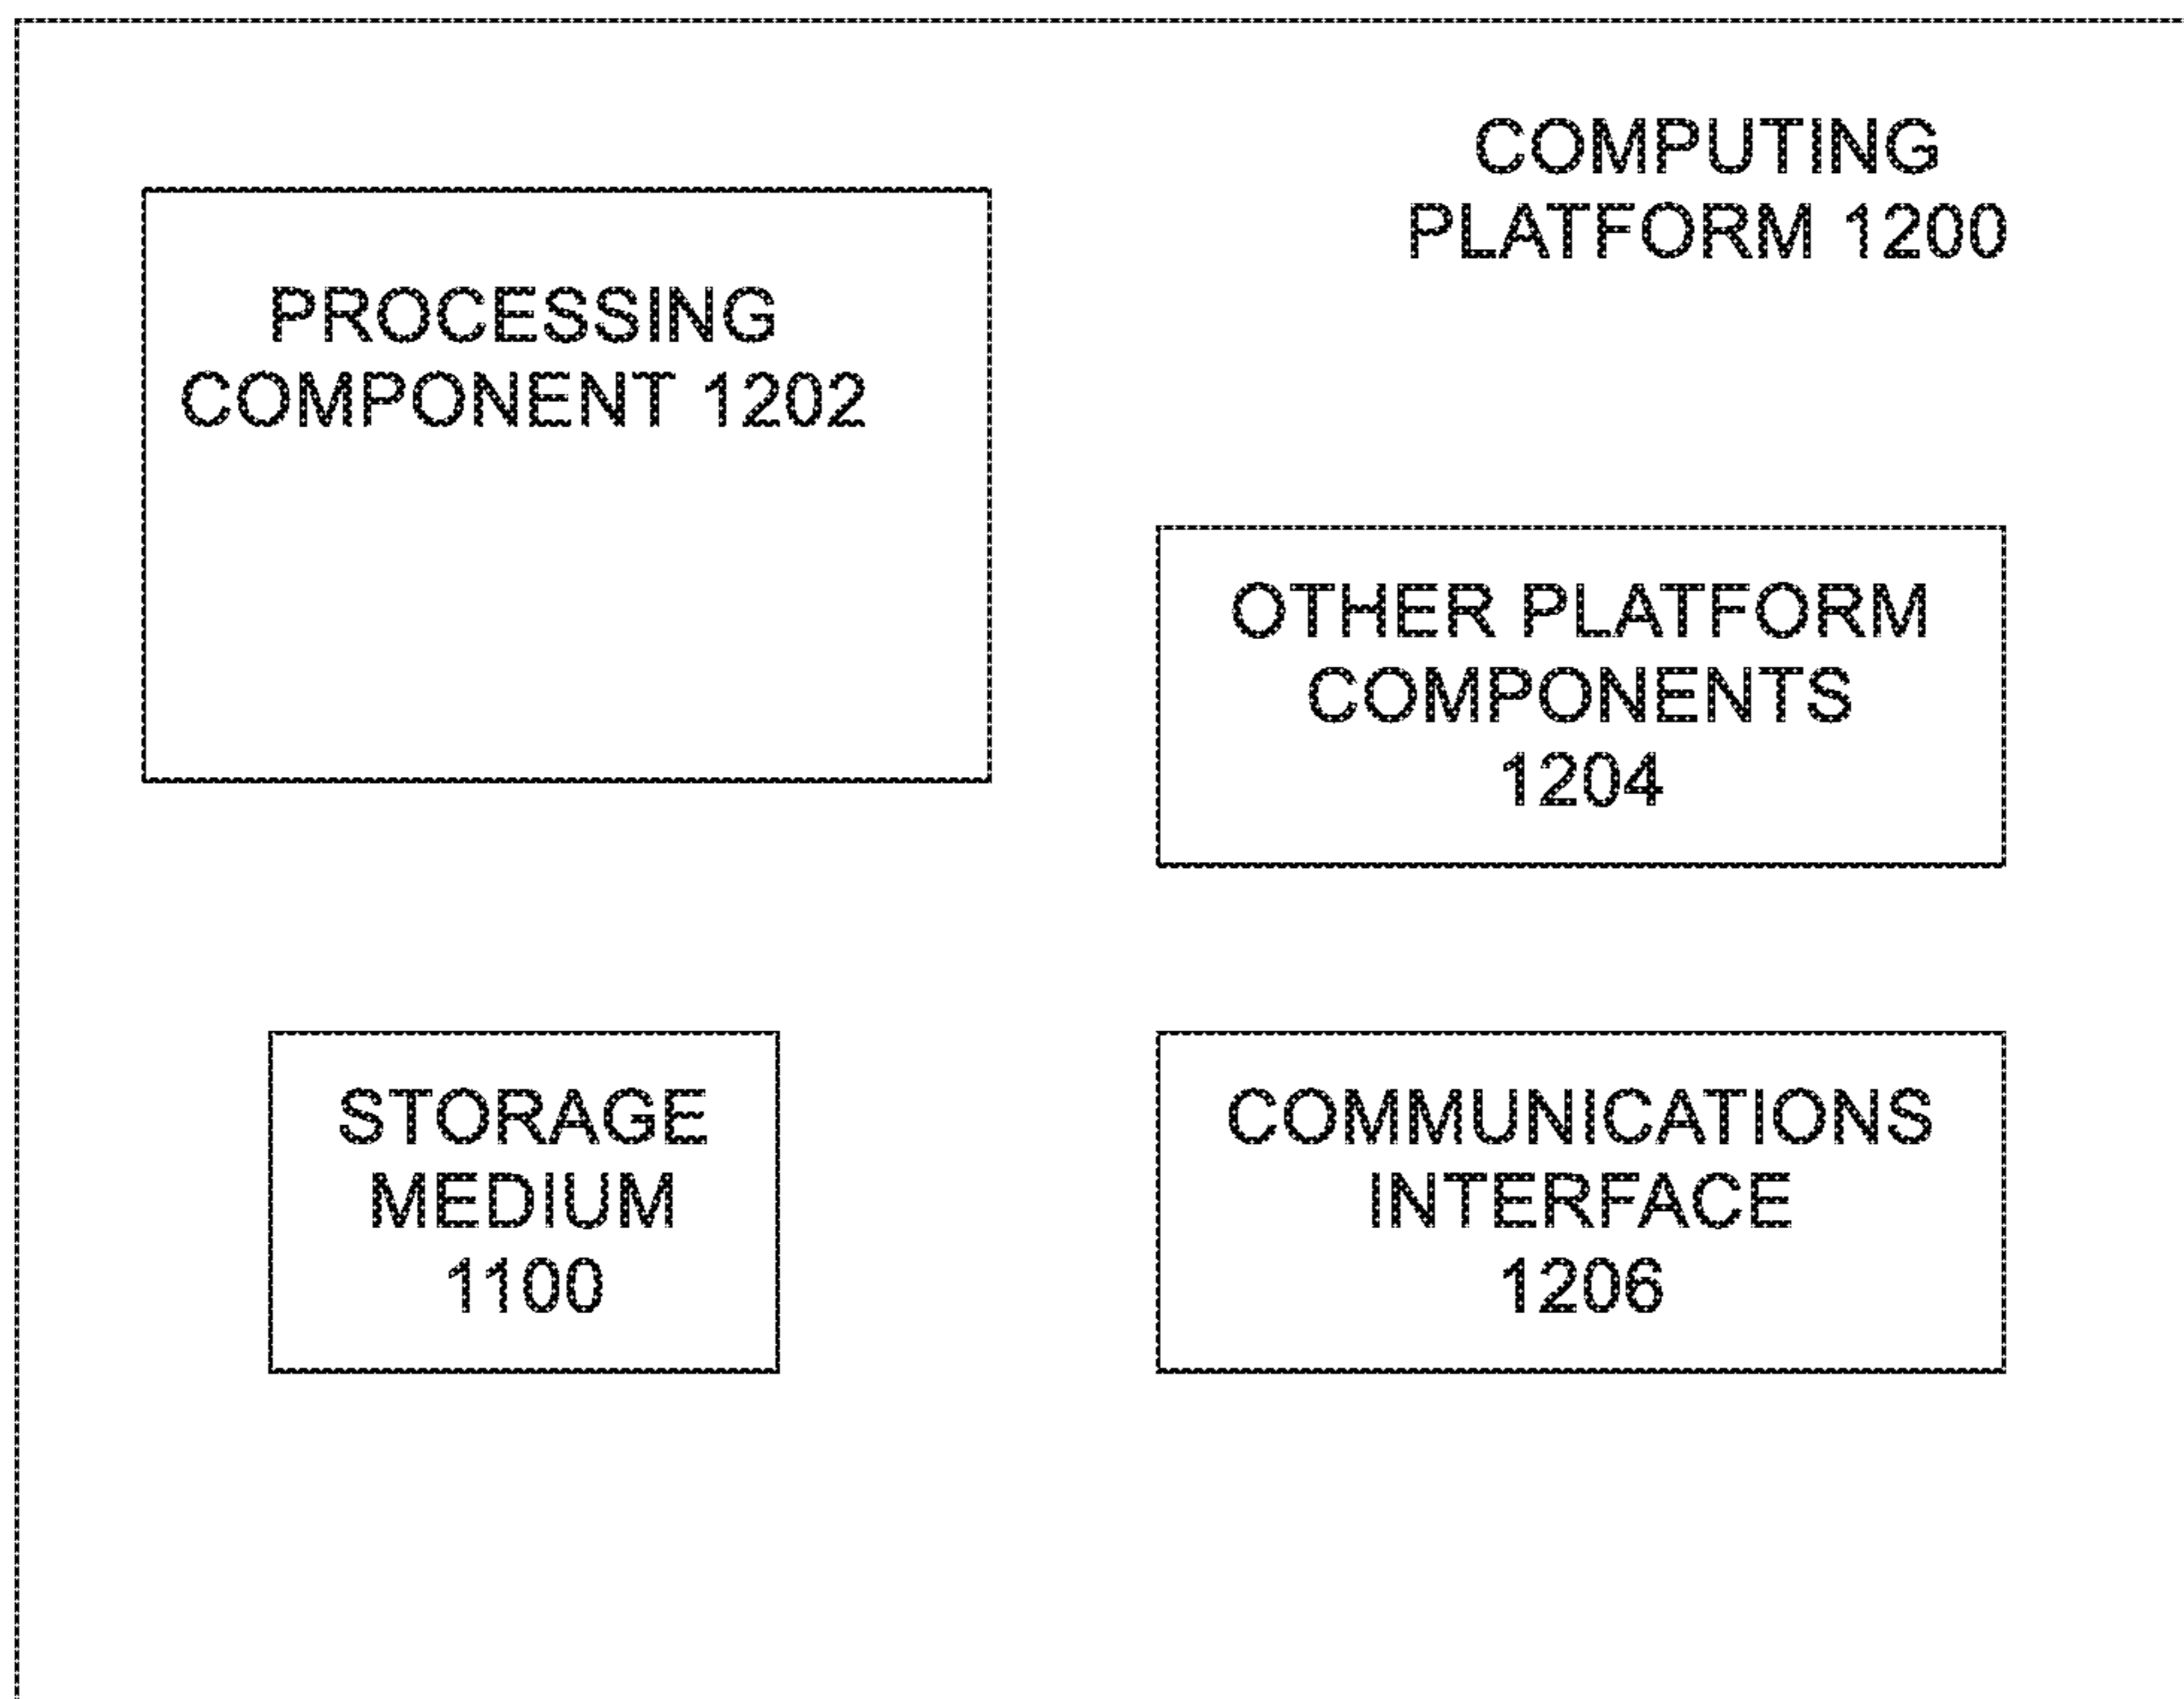 COMPUTING
PLATFORM 1200
PROCESSING
COMPONENT 1202
OTHER PLATFORM
COMPONENTS
1204
STORAGE
MEDIUM
1100
COMMUNICATIONS
INTERFACE
1206